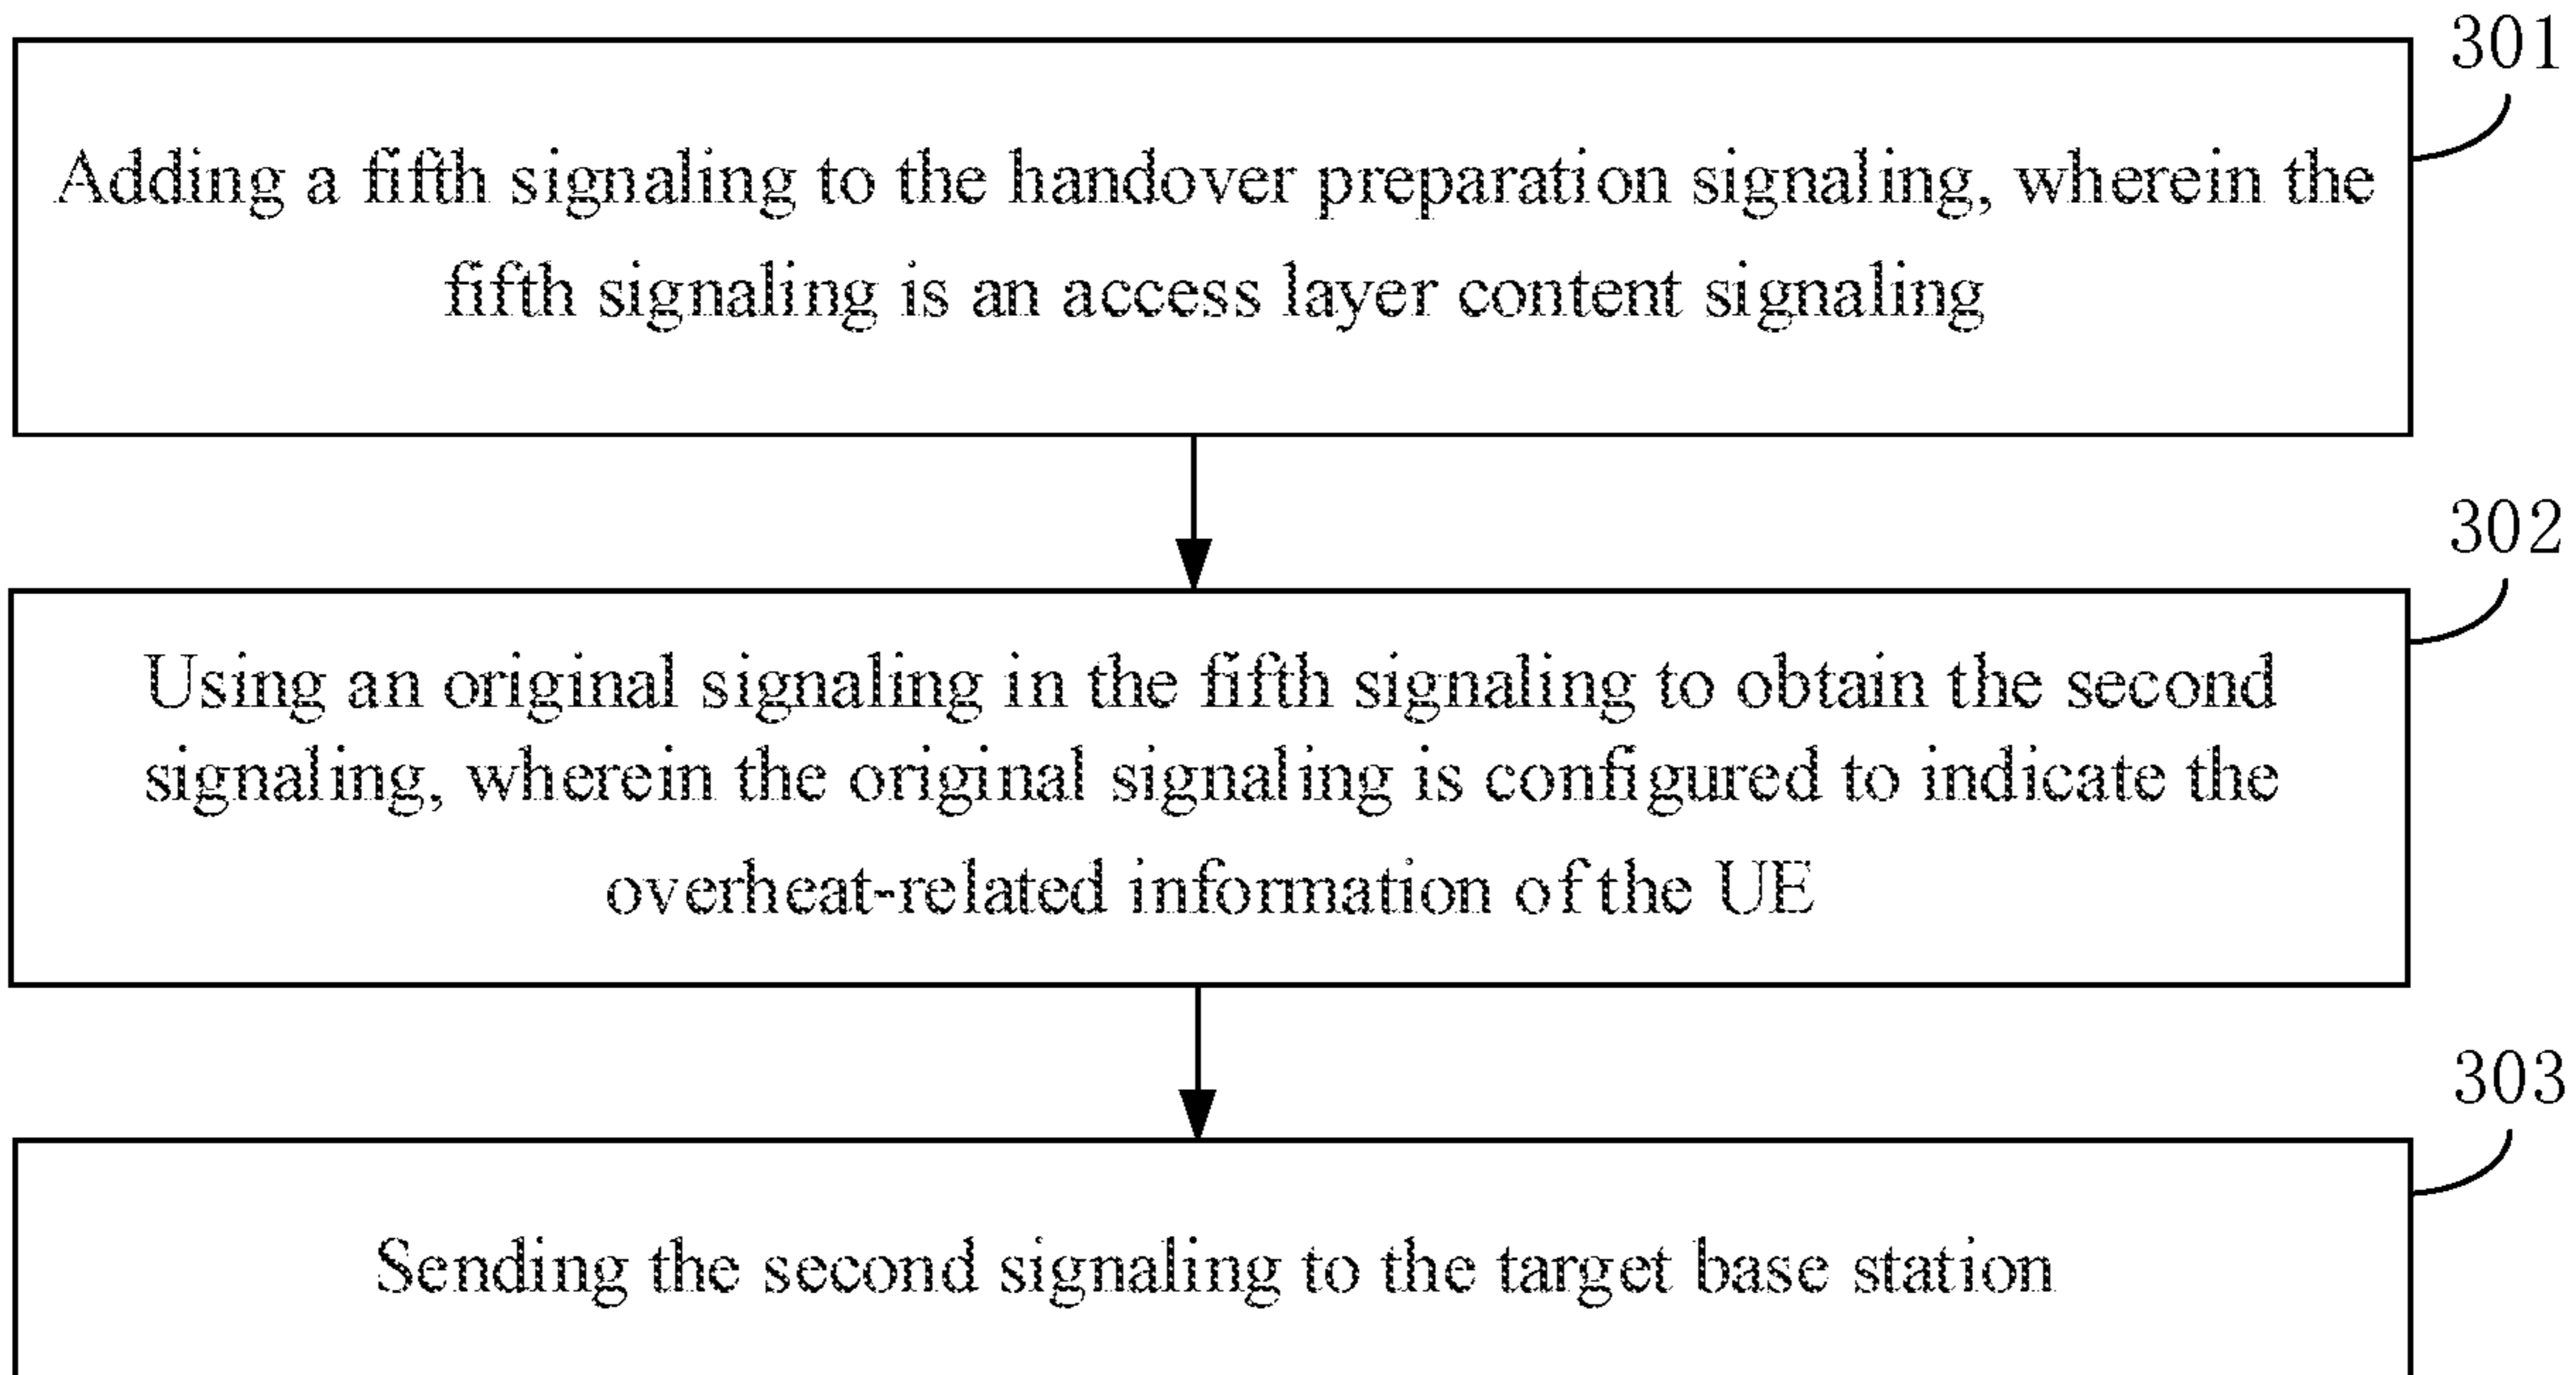 301
Adding a fifth signaling to the handover preparation signaling, wherein the
fifth signaling is an access layer content signaling
302
Using an original signaling in the fifth signaling to obtain the second
signaling, wherein the original signaling is configured to indicate the
overheat-related information of the UE
303
Sending the second signaling to the target base station